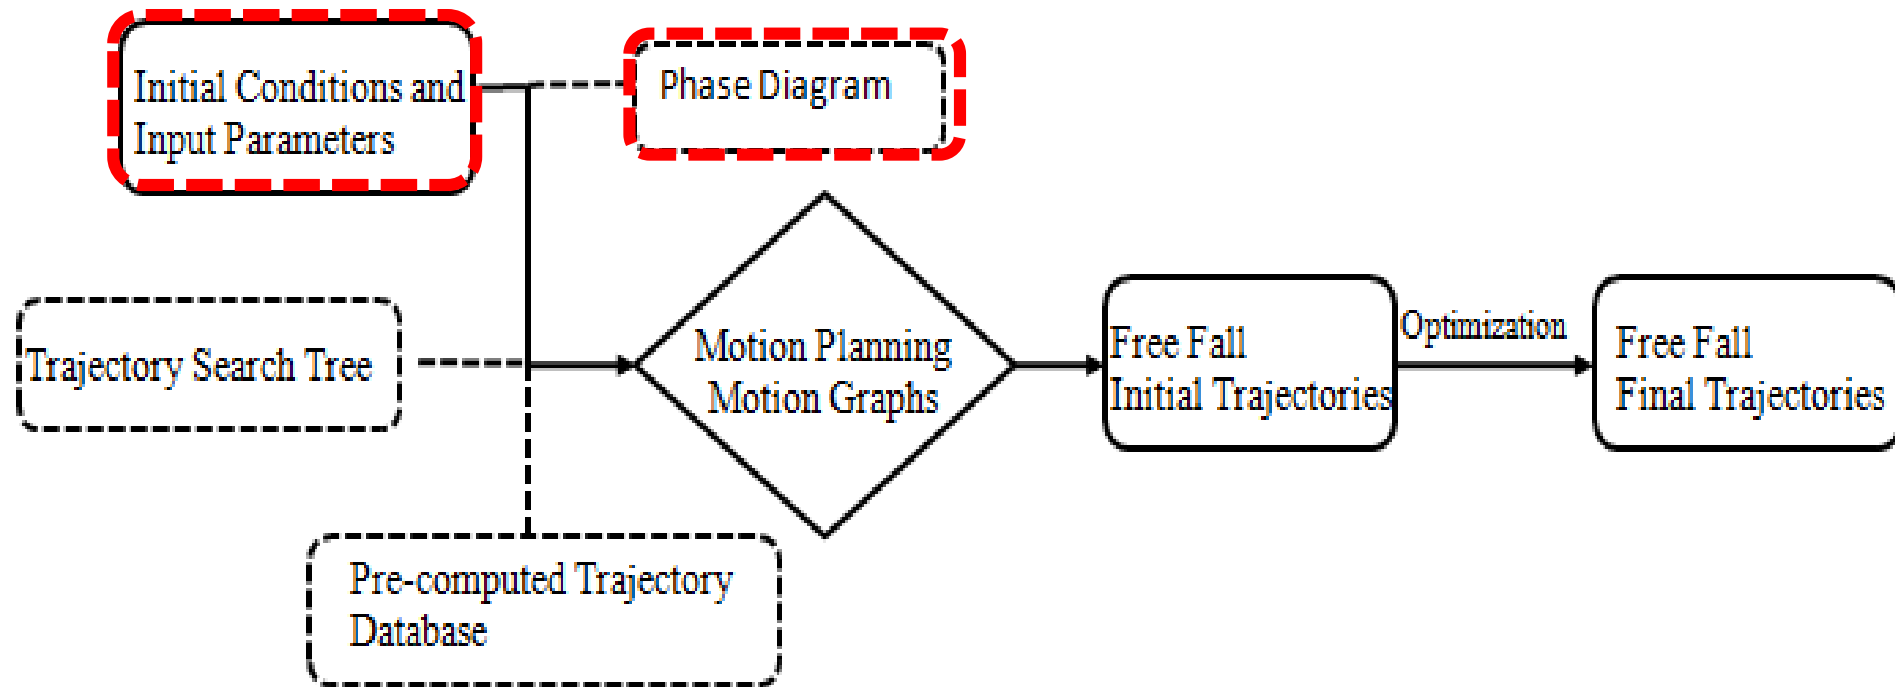 Initial Conditions and
Input Parameters
Phase Diagram
Trajectory Search Tree
Motion Planning
Motion Graphs
Free Fall
Initial Trajectories
Optimization
Free Fall
Final Trajectories
Pre-computed Trajectory
Database